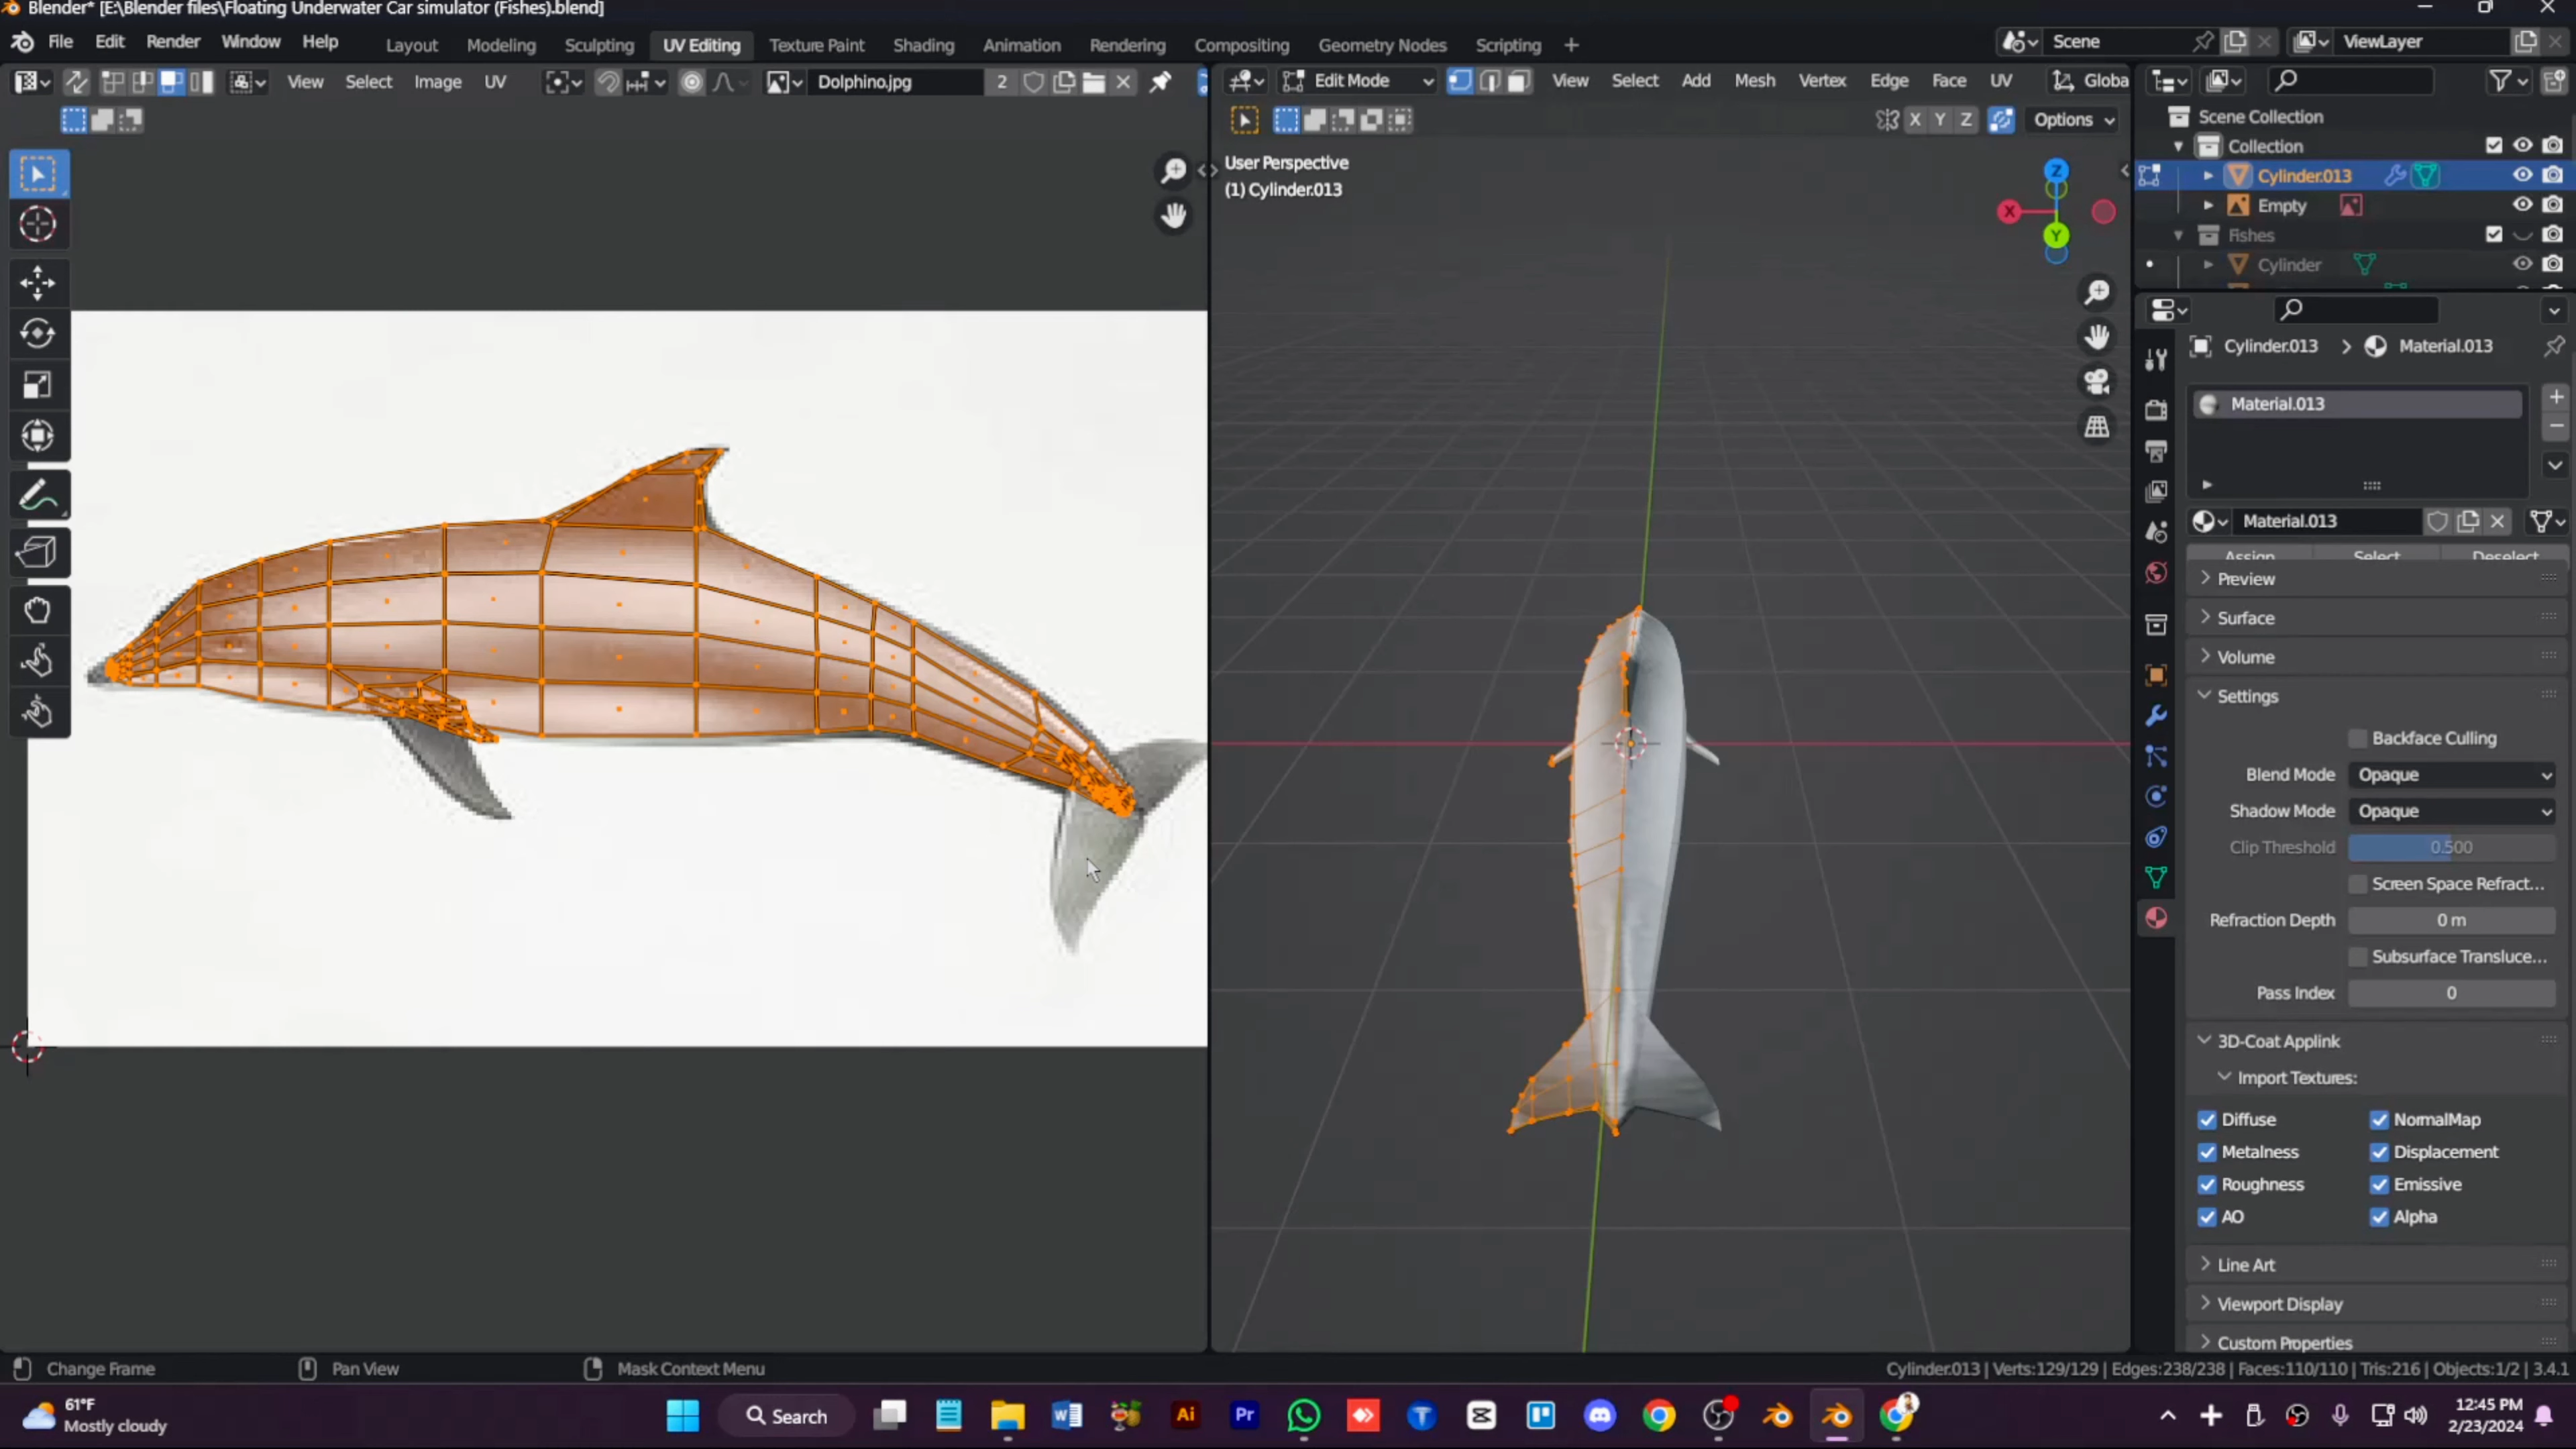 Blender* [E:\Blender files\Floating Underwater Car simulator (Fishes).blend]
File Edit Render Window Help Layout Modeling Sculpting UV Editing Texture Paint Shading Animation Rendering Compositing Geometry Nodes Scripting + Scene ViewLayer
View Select Image UV Dolphino.jpg 2 Edit Mode View Select Add Mesh Vertex Edge Face UV Globa
X Y Z Options
User Perspective
(1) Cylinder.013
Z
X
Y
Scene Collection
Collection
Cylinder.013
Empty
Fishes
Cylinder
Cylinder.013 > Material.013
Material.013
Material.013
Assign Select Deselect
Preview
Surface
Volume
Settings
Backface Culling
Blend Mode Opaque
Shadow Mode Opaque
Clip Threshold 0.500
Screen Space Refract...
Refraction Depth 0 m
Subsurface Transluce...
Pass Index 0
3D-Coat Applink
Import Textures:
Diffuse NormalMap
Metalness Displacement
Roughness Emissive
AO Alpha
Line Art
Viewport Display
Custom Properties
Change Frame Pan View Mask Context Menu Cylinder.013 | Verts:129/129 | Edges:238/238 | Faces:110/110 | Tris:216 | Objects:1/2 | 3.4.1
61°F
Mostly cloudy
Search
Ai
Pr
12:45 PM
2/23/2024